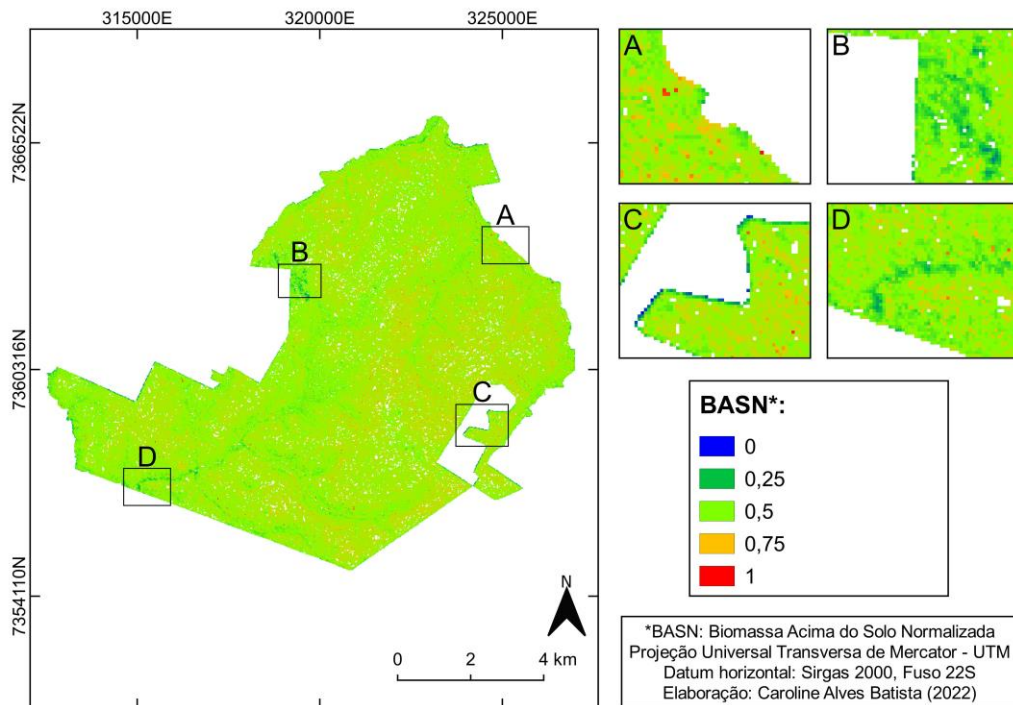 315000E
320000E
325000E
7366522N
7360316N
7354110N
A
B
C
D
N
0 2 4 km
A
B
C
D
BASN*:
0
0,25
0,5
0,75
1
*BASN: Biomassa Acima do Solo Normalizada
Projeção Universal Transversa de Mercator - UTM
Datum horizontal: Sirgas 2000, Fuso 22S
Elaboração: Caroline Alves Batista (2022)